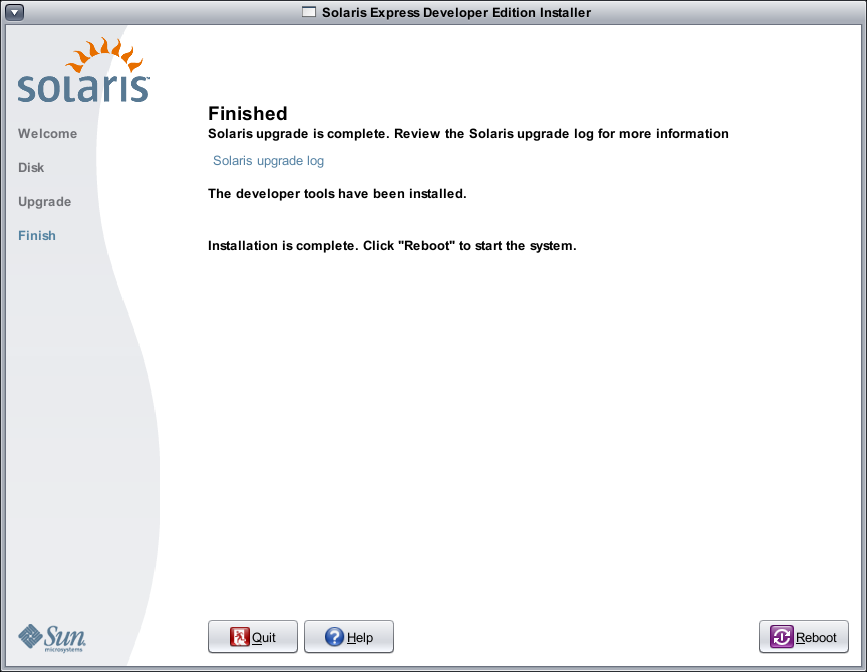 Solaris Express Developer Edition Installer
solaris™
Welcome
Disk
Upgrade
Finish
Finished
Solaris upgrade is complete. Review the Solaris upgrade log for more information
Solaris upgrade log
The developer tools have been installed.
Installation is complete. Click "Reboot" to start the system.
Sun
microsystems
Quit
Help
Reboot